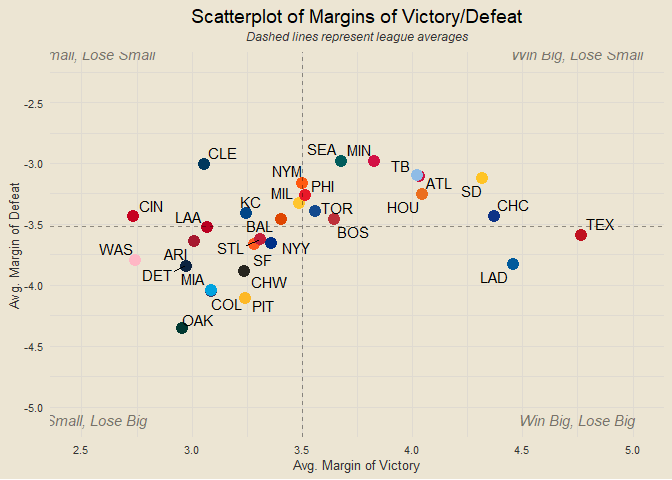 Scatterplot of Margins of Victory/Defeat
Dashed lines represent league averages
mall, Lose Small
Win Big, Lose Small
-2.5
-3.0
-3.5
-4.0
-4.5
-5.0
Avg. Margin of Defeat
CLE
SEA
MIN
NYM
TB
ATL
SD
PHI
MIL
HOU
CHC
CIN
KC
TOR
LAA
BAL
BOS
TEX
WAS
STL
NYY
ARI
SF
DET
MIA
CHW
LAD
COL
PIT
OAK
Small, Lose Big
Win Big, Lose Big
2.5
3.0
3.5
4.0
4.5
5.0
Avg. Margin of Victory